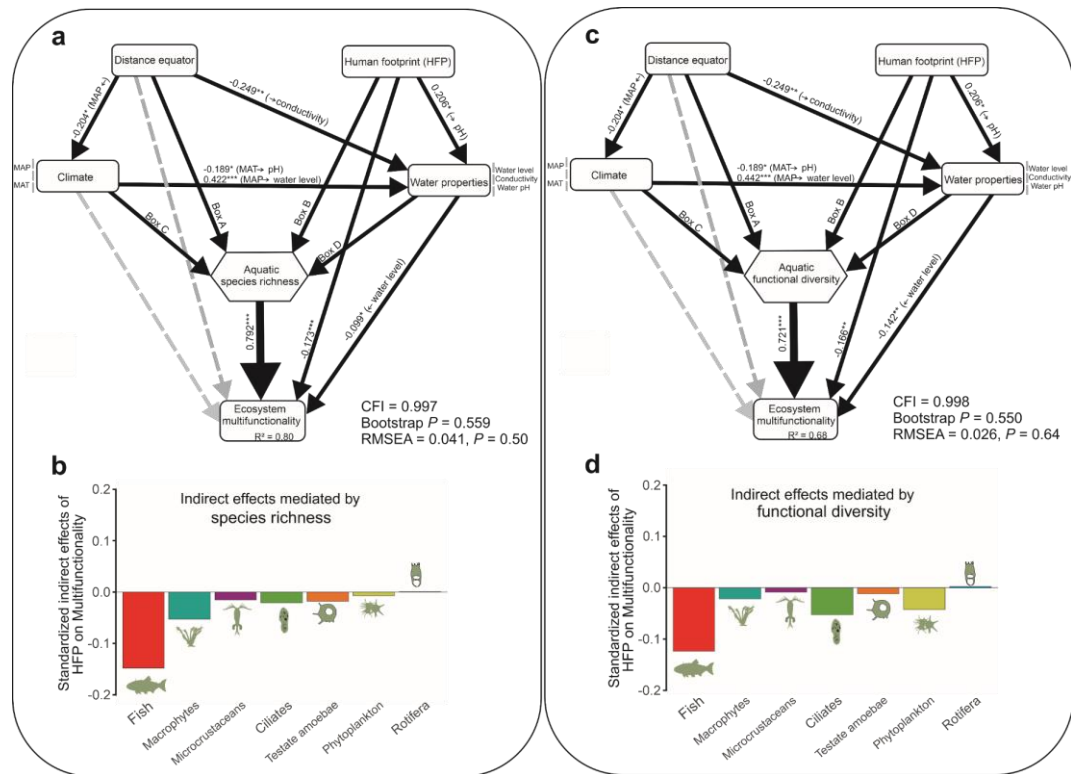 a
Distance equator
Human footprint (HFP)
-0.204* (MAP←)
-0.249** (→conductivity)
0.206* (→ pH)
MAP
MAT
Climate
-0.189* (MAT→ pH)
0.422*** (MAP→ water level)
Water properties
Water level
Conductivity
Water pH
Box C
Box A
Box B
Box D
Aquatic
species richness
0.792***
-0.173***
-0.099* (← water level)
Ecosystem
multifunctionality
R² = 0.80
CFI = 0.997
Bootstrap P = 0.559
RMSEA = 0.041, P = 0.50
b
Indirect effects mediated by
species richness
Standardized indirect effects of
HFP on Multifunctionality
0.2
0.1
0.0
-0.1
-0.2
Fish
Macrophytes
Microcrustaceans
Ciliates
Testate amoebae
Phytoplankton
Rotifera
c
Distance equator
Human footprint (HFP)
-0.204* (MAP←)
-0.249** (→conductivity)
0.206* (→ pH)
MAP
MAT
Climate
-0.189* (MAT→ pH)
0.442*** (MAP→ water level)
Water properties
Water level
Conductivity
Water pH
Box C
Box A
Box B
Box D
Aquatic
functional diversity
0.721***
-0.166**
-0.142** (← water level)
Ecosystem
multifunctionality
R² = 0.68
CFI = 0.998
Bootstrap P = 0.550
RMSEA = 0.026, P = 0.64
d
Indirect effects mediated by
functional diversity
Standardized indirect effects of
HFP on Multifunctionality
0.2
0.1
0.0
-0.1
-0.2
Fish
Macrophytes
Microcrustaceans
Ciliates
Testate amoebae
Phytoplankton
Rotifera